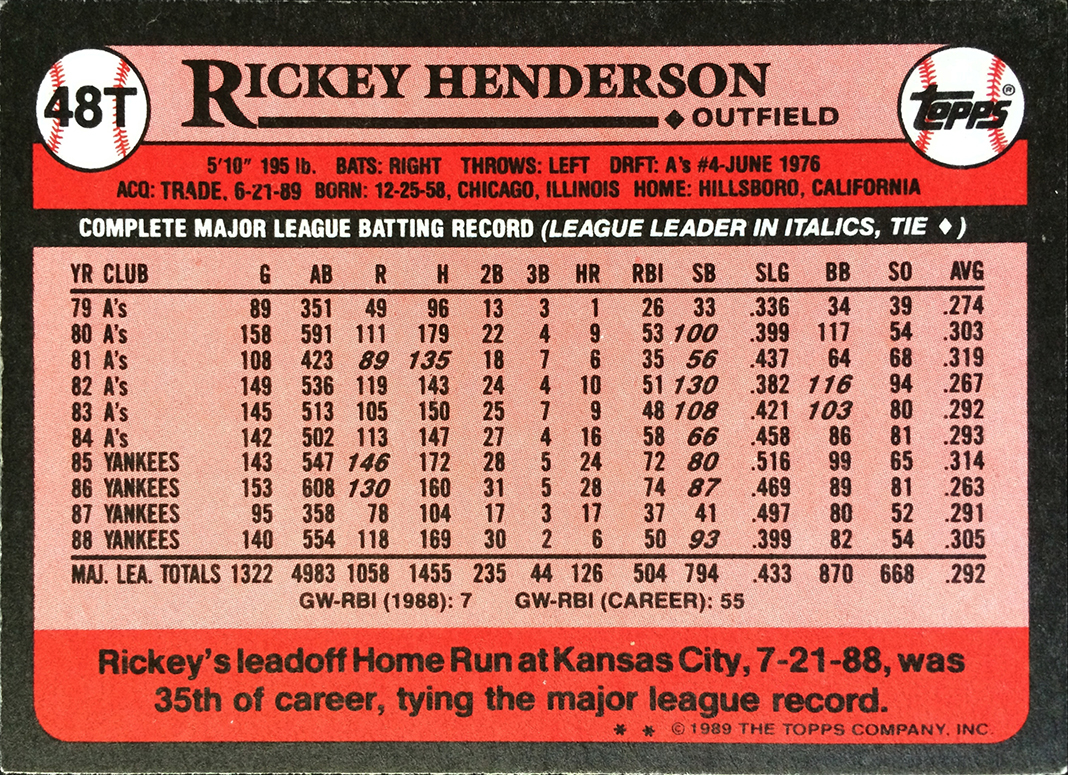 48T
RICKEY HENDERSON
◆ OUTFIELD
Topps®
5'10" 195 lb. BATS: RIGHT THROWS: LEFT DRFT: A's #4-JUNE 1976
ACQ: TRADE, 6-21-89 BORN: 12-25-58, CHICAGO, ILLINOIS HOME: HILLSBORO, CALIFORNIA
COMPLETE MAJOR LEAGUE BATTING RECORD (LEAGUE LEADER IN ITALICS, TIE ♦)
YR CLUB G AB R H 2B 3B HR RBI SB SLG BB SO AVG
79 A's 89 351 49 96 13 3 1 26 33 .336 34 39 .274
80 A's 158 591 111 179 22 4 9 53 100 .399 117 54 .303
81 A's 108 423 89 135 18 7 6 35 56 .437 64 68 .319
82 A's 149 536 119 143 24 4 10 51 130 .382 116 94 .267
83 A's 145 513 105 150 25 7 9 48 108 .421 103 80 .292
84 A's 142 502 113 147 27 4 16 58 66 .458 86 81 .293
85 YANKEES 143 547 146 172 28 5 24 72 80 .516 99 65 .314
86 YANKEES 153 608 130 160 31 5 28 74 87 .469 89 81 .263
87 YANKEES 95 358 78 104 17 3 17 37 41 .497 80 52 .291
88 YANKEES 140 554 118 169 30 2 6 50 93 .399 82 54 .305
MAJ. LEA. TOTALS 1322 4983 1058 1455 235 44 126 504 794 .433 870 668 .292
GW-RBI (1988): 7 GW-RBI (CAREER): 55
Rickey's leadoff Home Run at Kansas City, 7-21-88, was
35th of career, tying the major league record.
* * ©1989 THE TOPPS COMPANY, INC.